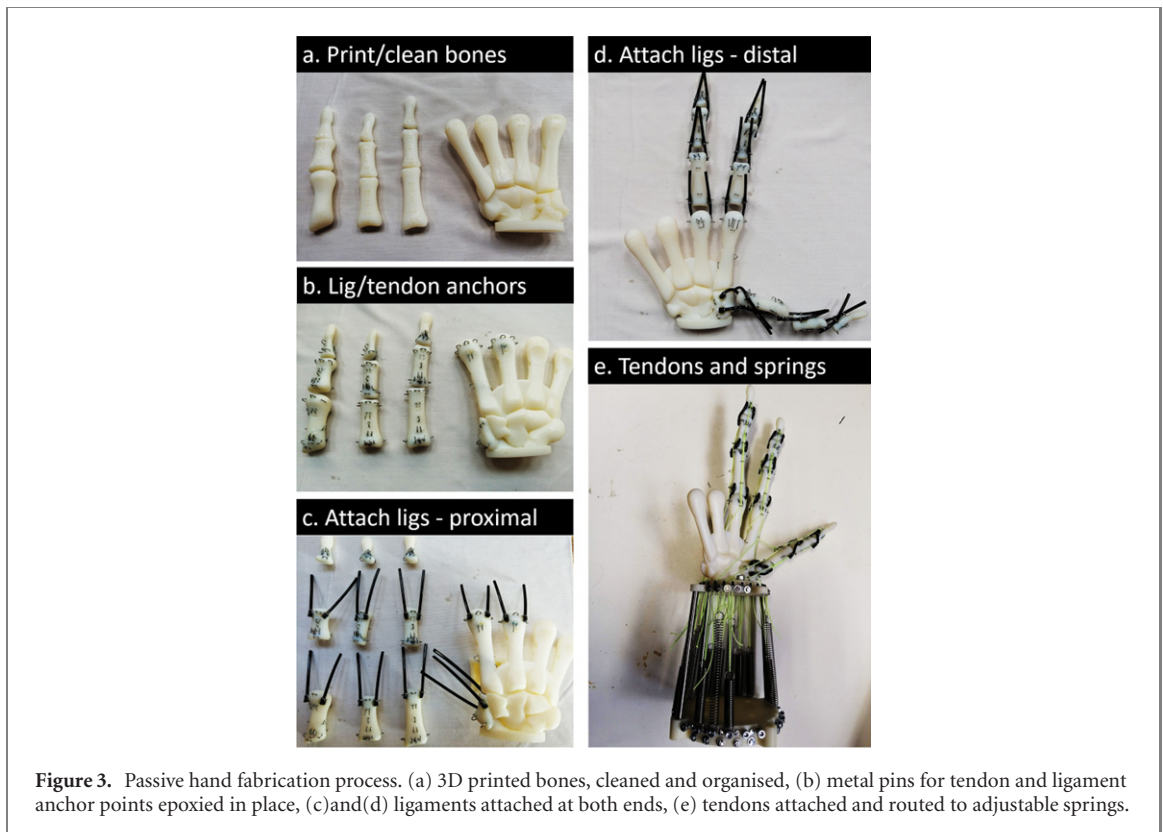 a. Print/clean bones
b. Lig/tendon anchors
c. Attach ligs - proximal
d. Attach ligs - distal
e. Tendons and springs
Figure 3. Passive hand fabrication process. (a) 3D printed bones, cleaned and organised, (b) metal pins for tendon and ligament
anchor points epoxied in place, (c)and(d) ligaments attached at both ends, (e) tendons attached and routed to adjustable springs.